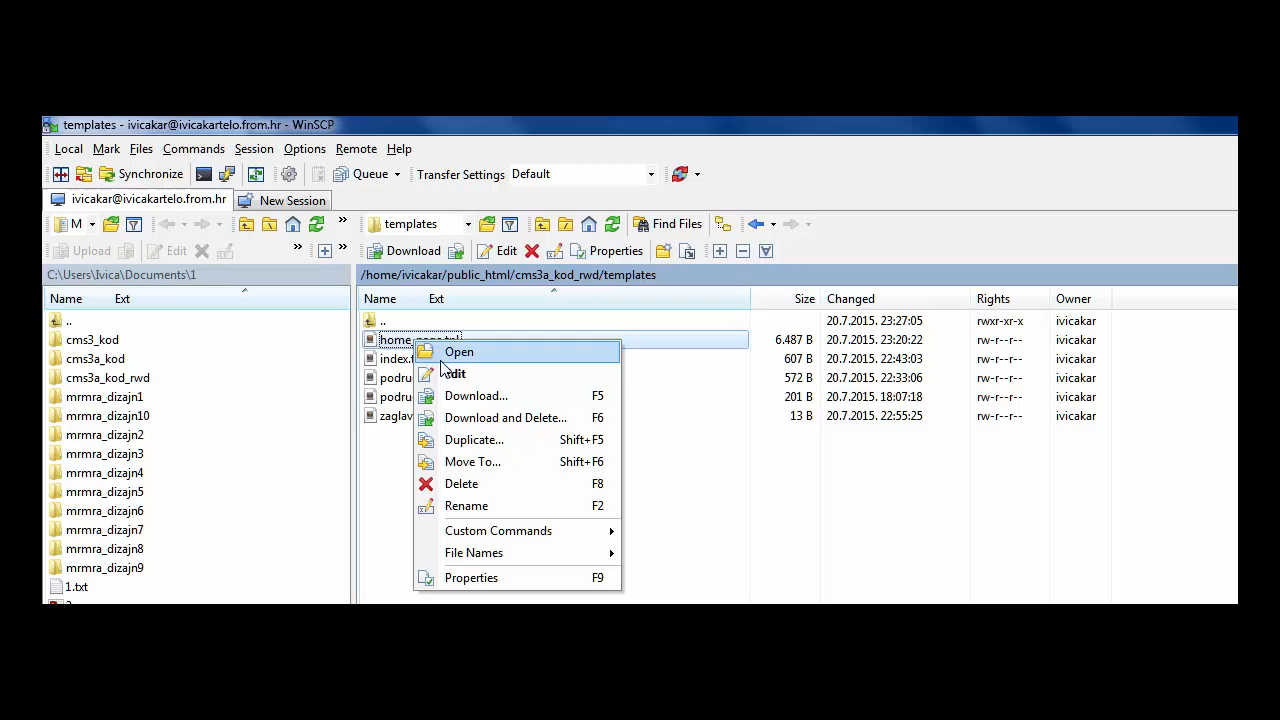 templates - ivicakar@ivicakartelo.from.hr - WinSCP
Local Mark Files Commands Session Options Remote Help
Synchronize Queue Transfer Settings Default
ivicakar@ivicakartelo.from.hr New Session
M » templates Find Files
Upload Edit » » Download Edit Properties
C:\Users\Ivica\Documents\1 /home/ivicakar/public_html/cms3a_kod_rwd/templates
Name Ext Name Ext Size Changed Rights Owner
.. .. 20.7.2015. 23:27:05 rwxr-xr-x ivicakar
cms3_kod 6.487 B 20.7.2015. 23:20:22 rw-r--r-- ivicakar
cms3a_kod 607 B 20.7.2015. 22:43:03 rw-r--r-- ivicakar
cms3a_kod_rwd podru 572 B 20.7.2015. 22:33:06 rw-r--r-- ivicakar
mrmra_dizajn1 podru 201 B 20.7.2015. 18:07:18 rw-r--r-- ivicakar
mrmra_dizajn10 zaglav 13 B 20.7.2015. 22:55:25 rw-r--r-- ivicakar
mrmra_dizajn2
mrmra_dizajn3
mrmra_dizajn4
mrmra_dizajn5
mrmra_dizajn6
mrmra_dizajn7
mrmra_dizajn8
mrmra_dizajn9
1.txt
Open
Edit
Download... F5
Download and Delete... F6
Duplicate... Shift+F5
Move To... Shift+F6
Delete F8
Rename F2
Custom Commands
File Names
Properties F9